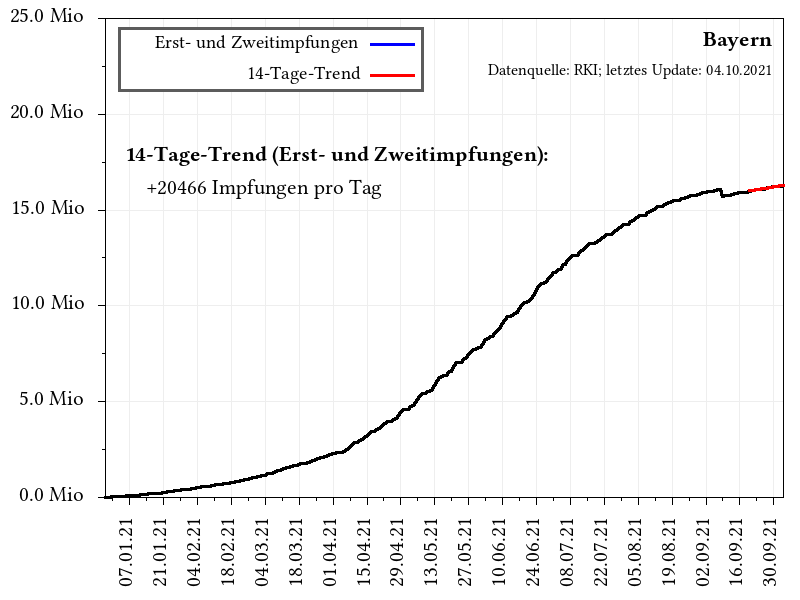 25.0 Mio
20.0 Mio
15.0 Mio
10.0 Mio
5.0 Mio
0.0 Mio
Erst- und Zweitimpfungen
14-Tage-Trend
Bayern
Datenquelle: RKI; letztes Update: 04.10.2021
14-Tage-Trend (Erst- und Zweitimpfungen):
+20466 Impfungen pro Tag
07.01.21
21.01.21
04.02.21
18.02.21
04.03.21
18.03.21
01.04.21
15.04.21
29.04.21
13.05.21
27.05.21
10.06.21
24.06.21
08.07.21
22.07.21
05.08.21
19.08.21
02.09.21
16.09.21
30.09.21